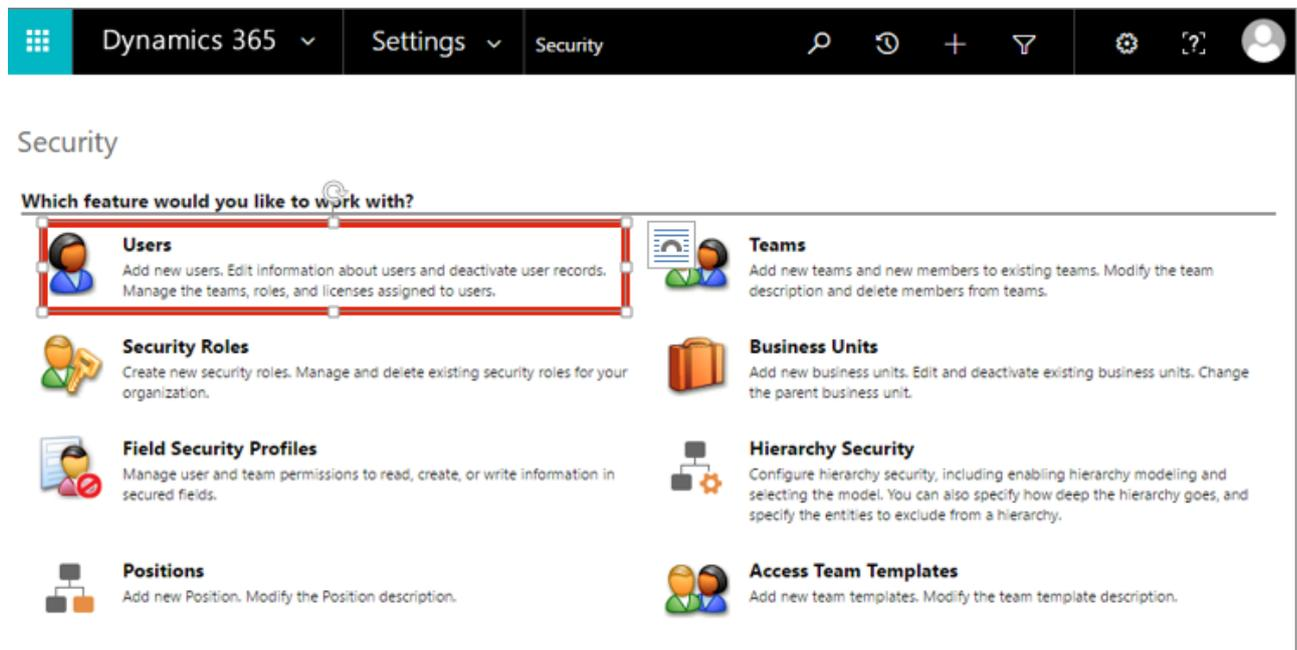 Dynamics 365 Settings Security
Security
Which feature would you like to work with?
Users
Add new users. Edit information about users and deactivate user records.
Manage the teams, roles, and licenses assigned to users.
Teams
Add new teams and new members to existing teams. Modify the team
description and delete members from teams.
Security Roles
Create new security roles. Manage and delete existing security roles for your
organization.
Business Units
Add new business units. Edit and deactivate existing business units. Change
the parent business unit.
Field Security Profiles
Manage user and team permissions to read, create, or write information in
secured fields.
Hierarchy Security
Configure hierarchy security, including enabling hierarchy modeling and
selecting the model. You can also specify how deep the hierarchy goes, and
specify the entities to exclude from a hierarchy.
Positions
Add new Position. Modify the Position description.
Access Team Templates
Add new team templates. Modify the team template description.